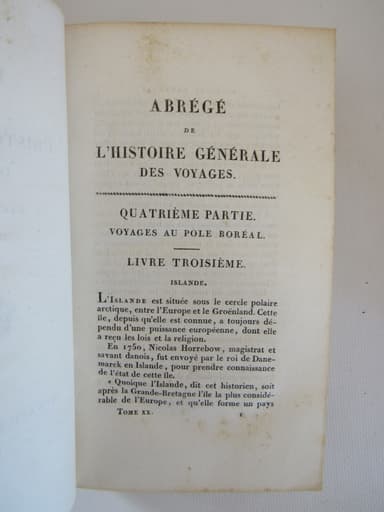 ABRÉGÉ
DE
L'HISTOIRE GÉNÉRALE
DES VOYAGES.
QUATRIÈME PARTIE.
VOYAGES AU POLE BORÉAL.
LIVRE TROISIÈME.
ISLANDE.
L'ISLANDE est située sous le cercle polaire
arctique, entre l'Europe et le Groënland. Cette
île, depuis qu'elle est connue, a toujours dé-
pendu d'une puissance européenne, dont elle
a reçu les lois et la religion.
En 1750, Nicolas Horrebow, magistrat et
savant danois, fut envoyé par le roi de Dane-
marck en Islande, pour prendre connaissance
de l'état de cette île.
« Quoique l'Islande, dit cet historien, soit
après la Grande-Bretagne l'île la plus considé-
rable de l'Europe, et qu'elle forme un pays
TOME XX.